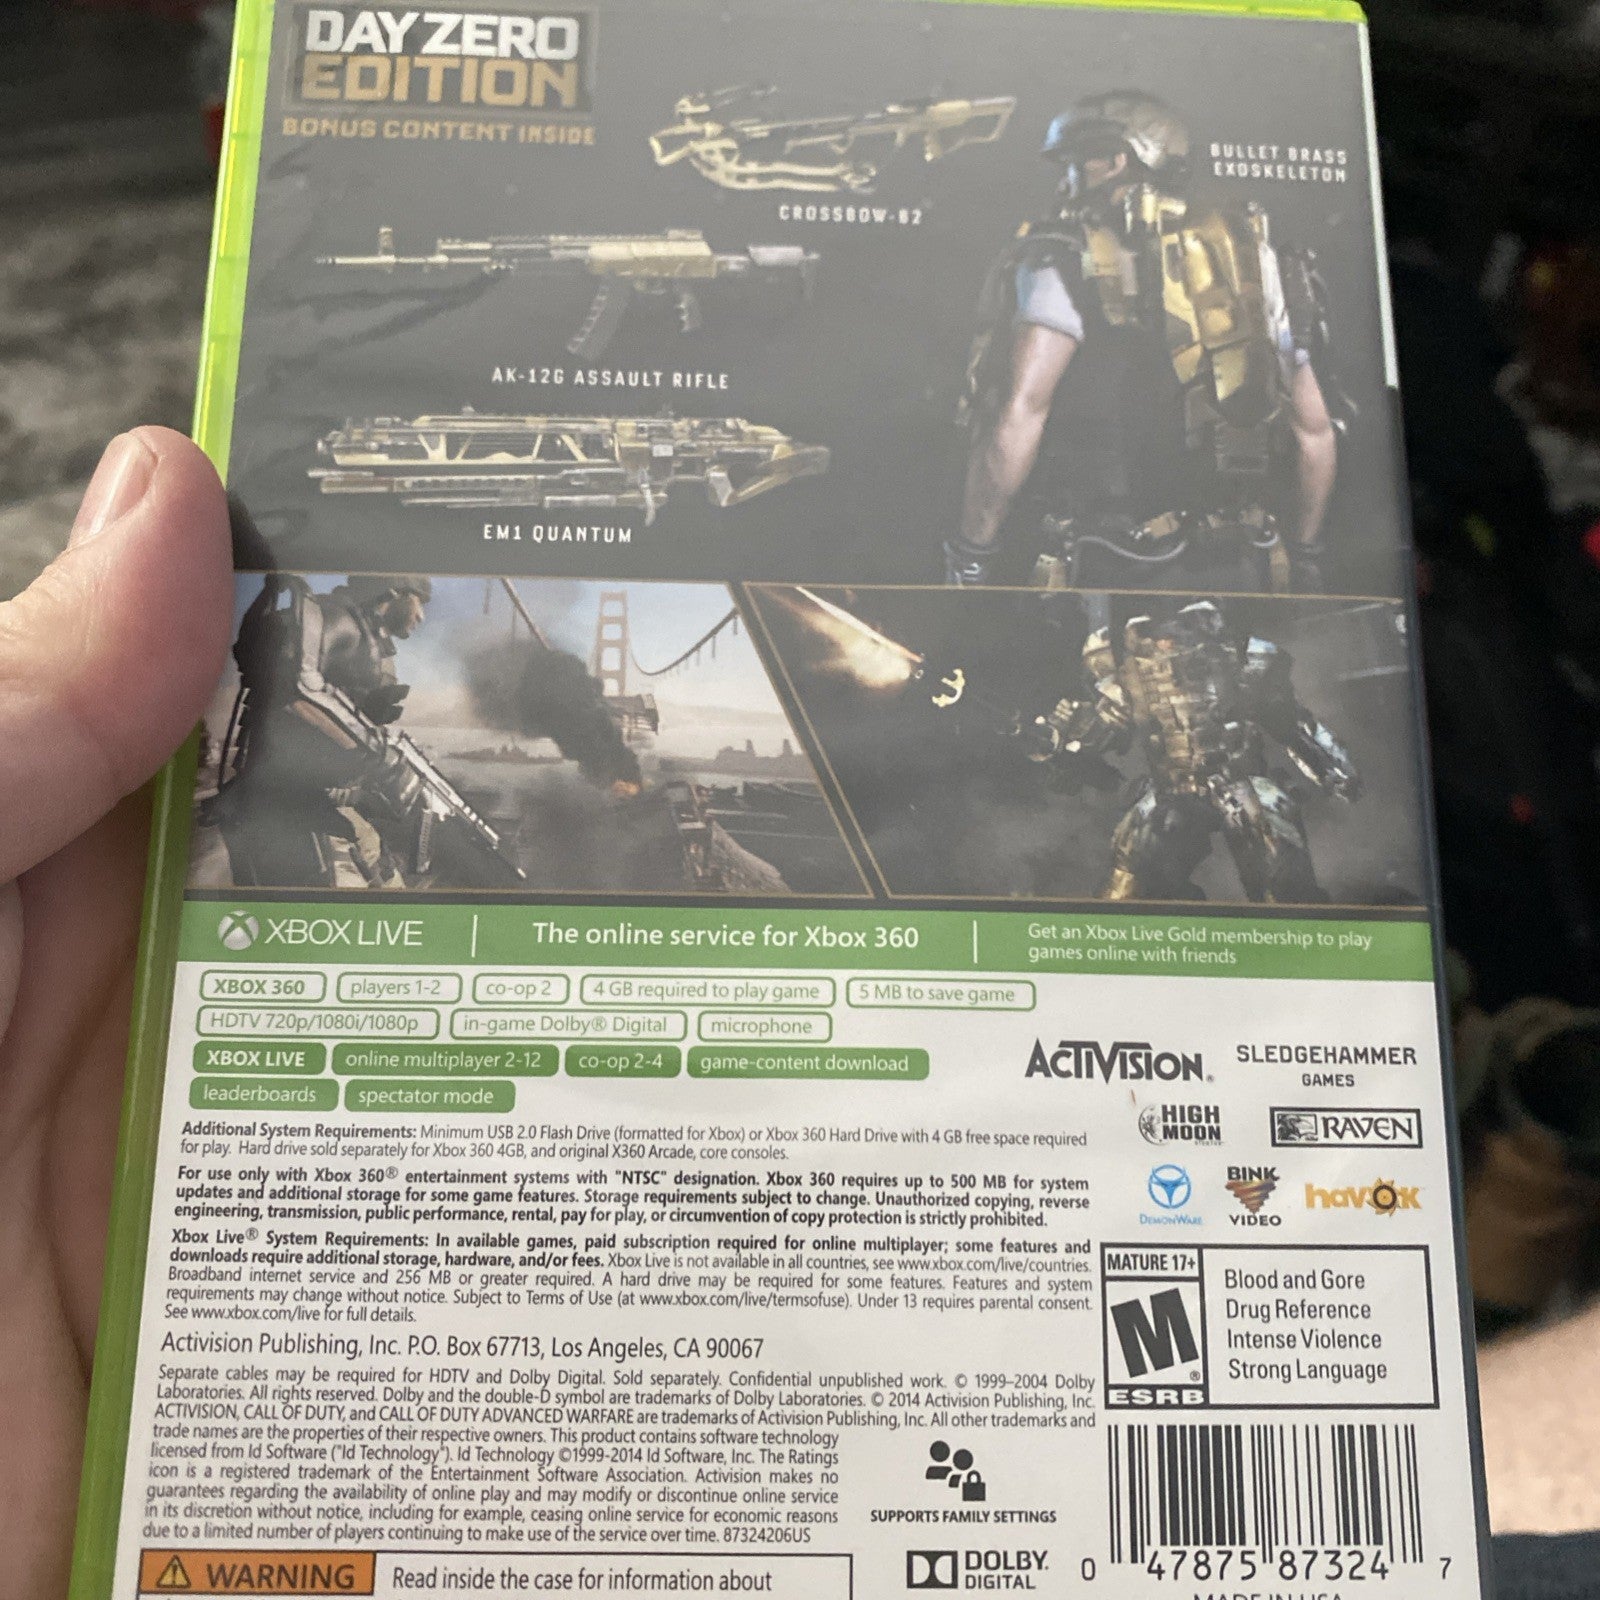 DAY ZERO
EDITION
BONUS CONTENT INSIDE
CROSSBOW-B2
BULLET BRASS
EXOSKELETON
AK-12G ASSAULT RIFLE
EM1 QUANTUM
XBOX LIVE
The online service for Xbox 360
Get an Xbox Live Gold membership to play
games online with friends
XBOX 360 players 1-2 co-op 2 4 GB required to play game 5 MB to save game
HDTV 720p/1080i/1080p in-game Dolby® Digital microphone
XBOX LIVE online multiplayer 2-12 co-op 2-4 game-content download
leaderboards spectator mode
ACTIVISION®
SLEDGEHAMMER
GAMES
HIGH
MOON
RAVEN
DEMONWARE
BINK
VIDEO
havok
Additional System Requirements: Minimum USB 2.0 Flash Drive (formatted for Xbox) or Xbox 360 Hard Drive with 4 GB free space required
for play. Hard drive sold separately for Xbox 360 4GB, and original X360 Arcade, core consoles.
For use only with Xbox 360® entertainment systems with "NTSC" designation. Xbox 360 requires up to 500 MB for system
updates and additional storage for some game features. Storage requirements subject to change. Unauthorized copying, reverse
engineering, transmission, public performance, rental, pay for play, or circumvention of copy protection is strictly prohibited.
Xbox Live® System Requirements: In available games, paid subscription required for online multiplayer; some features and
downloads require additional storage, hardware, and/or fees. Xbox Live is not available in all countries, see www.xbox.com/live/countries.
Broadband internet service and 256 MB or greater required. A hard drive may be required for some features. Features and system
requirements may change without notice. Subject to Terms of Use (at www.xbox.com/live/termsofuse). Under 13 requires parental consent.
See www.xbox.com/live for full details.
Activision Publishing, Inc. P.O. Box 67713, Los Angeles, CA 90067
Separate cables may be required for HDTV and Dolby Digital. Sold separately. Confidential unpublished work. © 1999-2004 Dolby
Laboratories. All rights reserved. Dolby and the double-D symbol are trademarks of Dolby Laboratories. © 2014 Activision Publishing, Inc.
ACTIVISION, CALL OF DUTY, and CALL OF DUTY ADVANCED WARFARE are trademarks of Activision Publishing, Inc. All other trademarks and
trade names are the properties of their respective owners. This product contains software technology
licensed from Id Software ("Id Technology"). Id Technology ©1999-2014 Id Software, Inc. The Ratings
icon is a registered trademark of the Entertainment Software Association. Activision makes no
guarantees regarding the availability of online play and may modify or discontinue online service
in its discretion without notice, including for example, ceasing online service for economic reasons
due to a limited number of players continuing to make use of the service over time. 87324206US
MATURE 17+
M®
ESRB
Blood and Gore
Drug Reference
Intense Violence
Strong Language
SUPPORTS FAMILY SETTINGS
DOLBY.
DIGITAL
0 47875 87324 7
MADE IN USA
WARNING
Read inside the case for information about